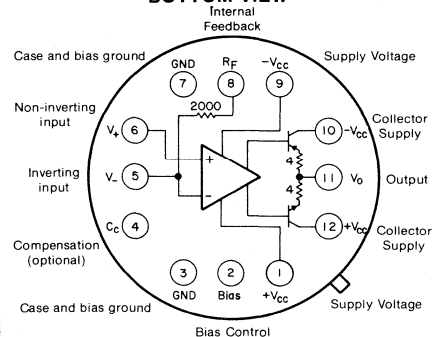 BOTTOM VIEW
Internal
Feedback
Case and bias ground
GND
RF
-VCC
Supply Voltage
7
8
9
2000
Non-inverting
input
V+
6
+
10
-VCC
Collector
Supply
4
Inverting
input
V-
5
11
VO
Output
4
-
CC
4
12
+VCC
Collector
Supply
Compensation
(optional)
3
2
1
GND
Bias
+VCC
Case and bias ground
Supply Voltage
Bias Control